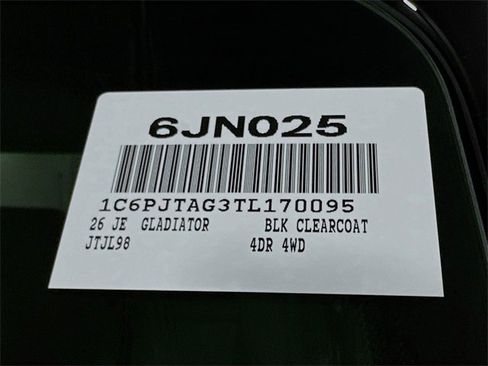 6JN025
1C6PJTAG3TL170095
26 JE GLADIATOR BLK CLEARCOAT
JTJL98 4DR 4WD